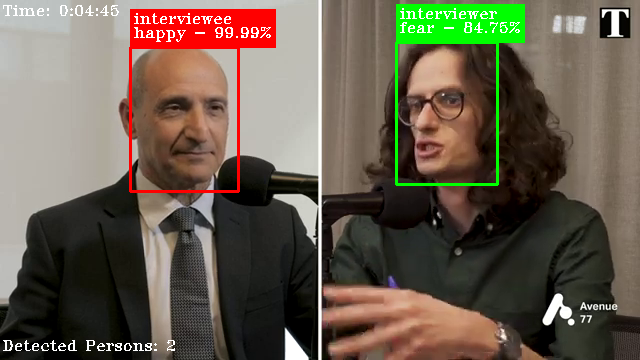 Time: 0:04:45
interviewee
happy - 99.99%
interviewer
fear - 84.75%
T
Avenue
77
Detected Persons: 2